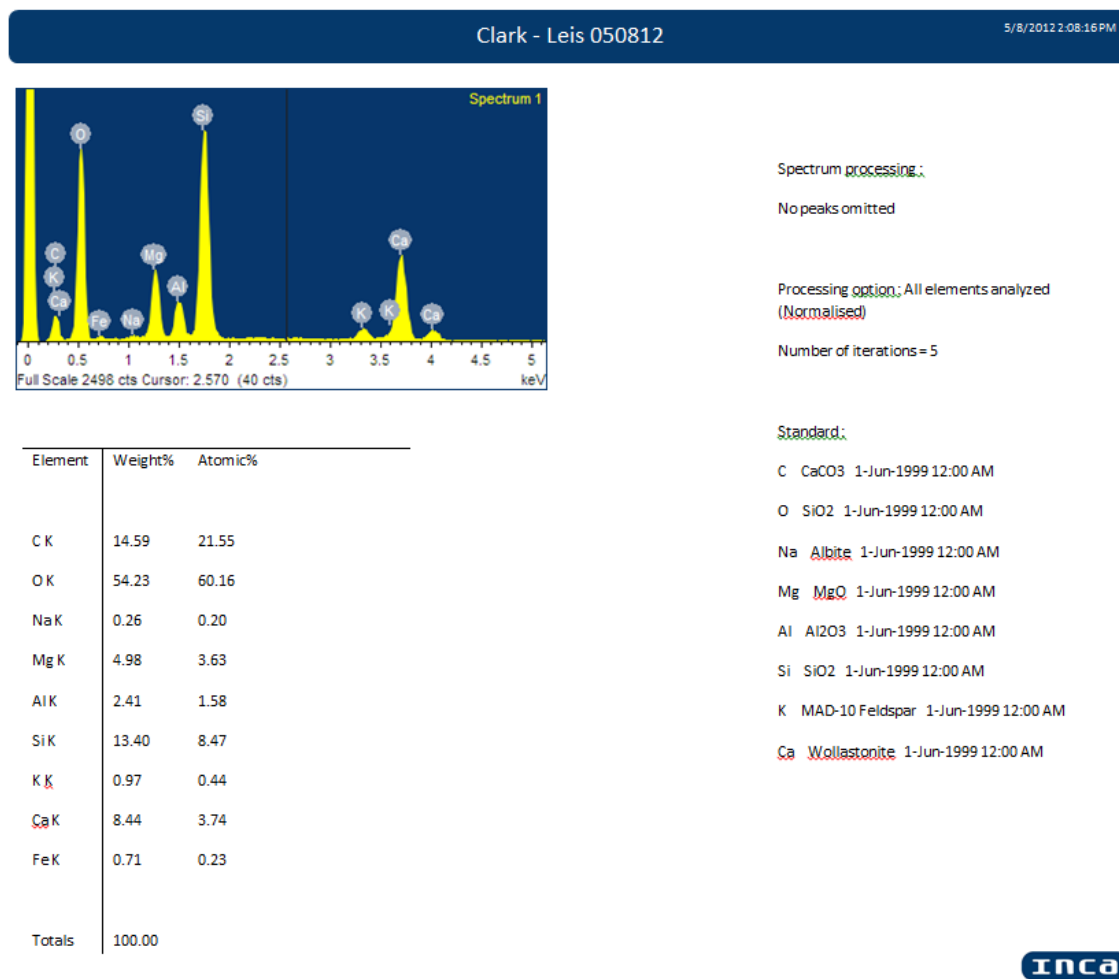 Clark - Leis 050812
5/8/2012 2:08:16 PM
Spectrum 1
Si
O
Ca
C
Mg
K
Al
Ca
Fe
Na
K
K
Ca
0 0.5 1 1.5 2 2.5 3 3.5 4 4.5 5
Full Scale 2498 cts Cursor: 2.570 (40 cts) keV
Element Weight% Atomic%
C K 14.59 21.55
O K 54.23 60.16
Na K 0.26 0.20
Mg K 4.98 3.63
Al K 2.41 1.58
Si K 13.40 8.47
K K 0.97 0.44
Ca K 8.44 3.74
Fe K 0.71 0.23
Totals 100.00
Spectrum processing :
No peaks omitted
Processing option : All elements analyzed
(Normalised)
Number of iterations = 5
Standard :
C CaCO3 1-Jun-1999 12:00 AM
O SiO2 1-Jun-1999 12:00 AM
Na Albite 1-Jun-1999 12:00 AM
Mg MgO 1-Jun-1999 12:00 AM
Al Al2O3 1-Jun-1999 12:00 AM
Si SiO2 1-Jun-1999 12:00 AM
K MAD-10 Feldspar 1-Jun-1999 12:00 AM
Ca Wollastonite 1-Jun-1999 12:00 AM
Inca